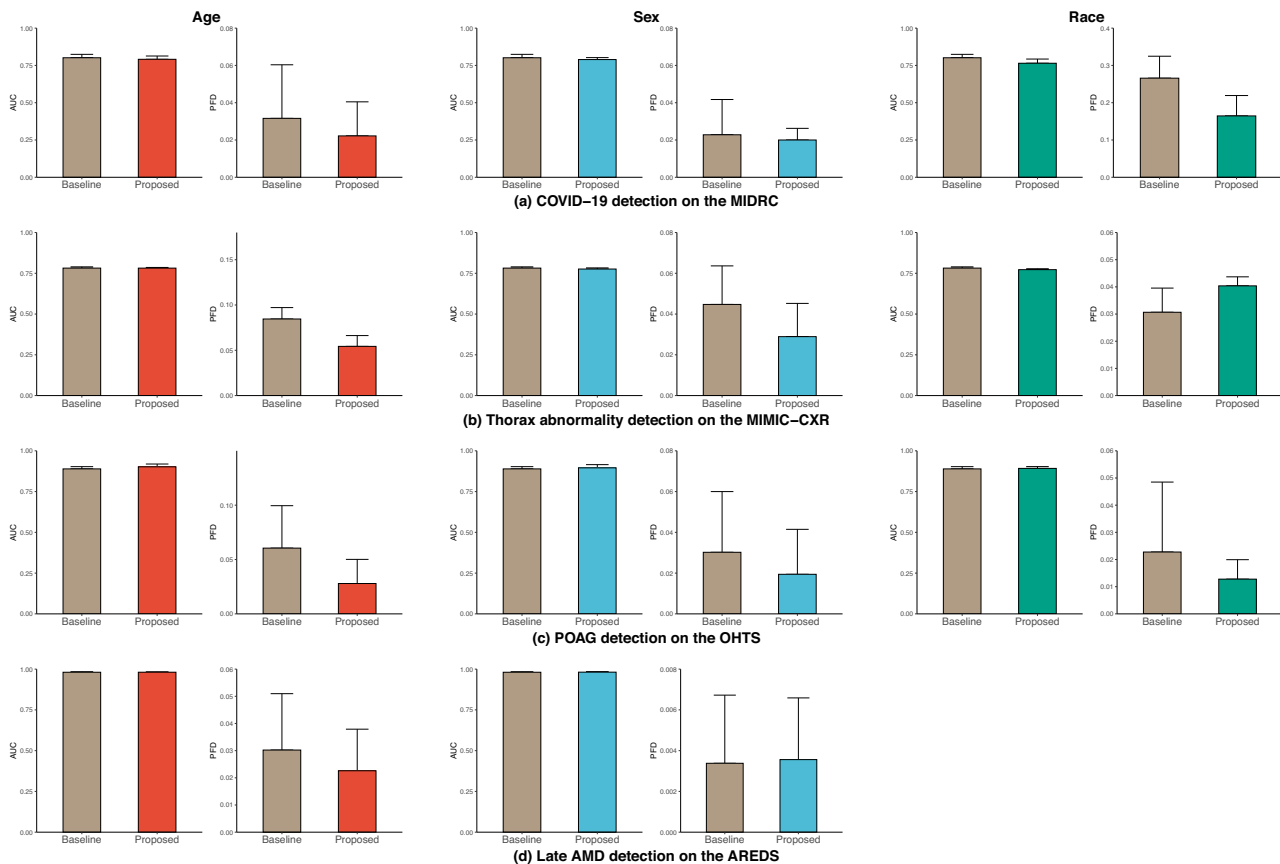 Age
Sex
Race
1.00
0.75
0.50
0.25
0.00
AUC
Baseline
Proposed
0.08
0.06
0.04
0.02
0.00
PFD
Baseline
Proposed
1.00
0.75
0.50
0.25
0.00
AUC
Baseline
Proposed
0.08
0.06
0.04
0.02
0.00
PFD
Baseline
Proposed
1.00
0.75
0.50
0.25
0.00
AUC
Baseline
Proposed
0.4
0.3
0.2
0.1
0.0
PFD
Baseline
Proposed
(a) COVID−19 detection on the MIDRC
1.00
0.75
0.50
0.25
0.00
AUC
Baseline
Proposed
0.15
0.10
0.05
0.00
PFD
Baseline
Proposed
1.00
0.75
0.50
0.25
0.00
AUC
Baseline
Proposed
0.08
0.06
0.04
0.02
0.00
PFD
Baseline
Proposed
1.00
0.75
0.50
0.25
0.00
AUC
Baseline
Proposed
0.06
0.05
0.04
0.03
0.02
0.01
0.00
PFD
Baseline
Proposed
(b) Thorax abnormality detection on the MIMIC−CXR
1.00
0.75
0.50
0.25
0.00
AUC
Baseline
Proposed
0.10
0.05
0.00
PFD
Baseline
Proposed
1.00
0.75
0.50
0.25
0.00
AUC
Baseline
Proposed
0.08
0.06
0.04
0.02
0.00
PFD
Baseline
Proposed
1.00
0.75
0.50
0.25
0.00
AUC
Baseline
Proposed
0.06
0.05
0.04
0.03
0.02
0.01
0.00
PFD
Baseline
Proposed
(c) POAG detection on the OHTS
1.00
0.75
0.50
0.25
0.00
AUC
Baseline
Proposed
0.06
0.05
0.04
0.03
0.02
0.01
0.00
PFD
Baseline
Proposed
1.00
0.75
0.50
0.25
0.00
AUC
Baseline
Proposed
0.008
0.006
0.004
0.002
0.000
PFD
Baseline
Proposed
(d) Late AMD detection on the AREDS